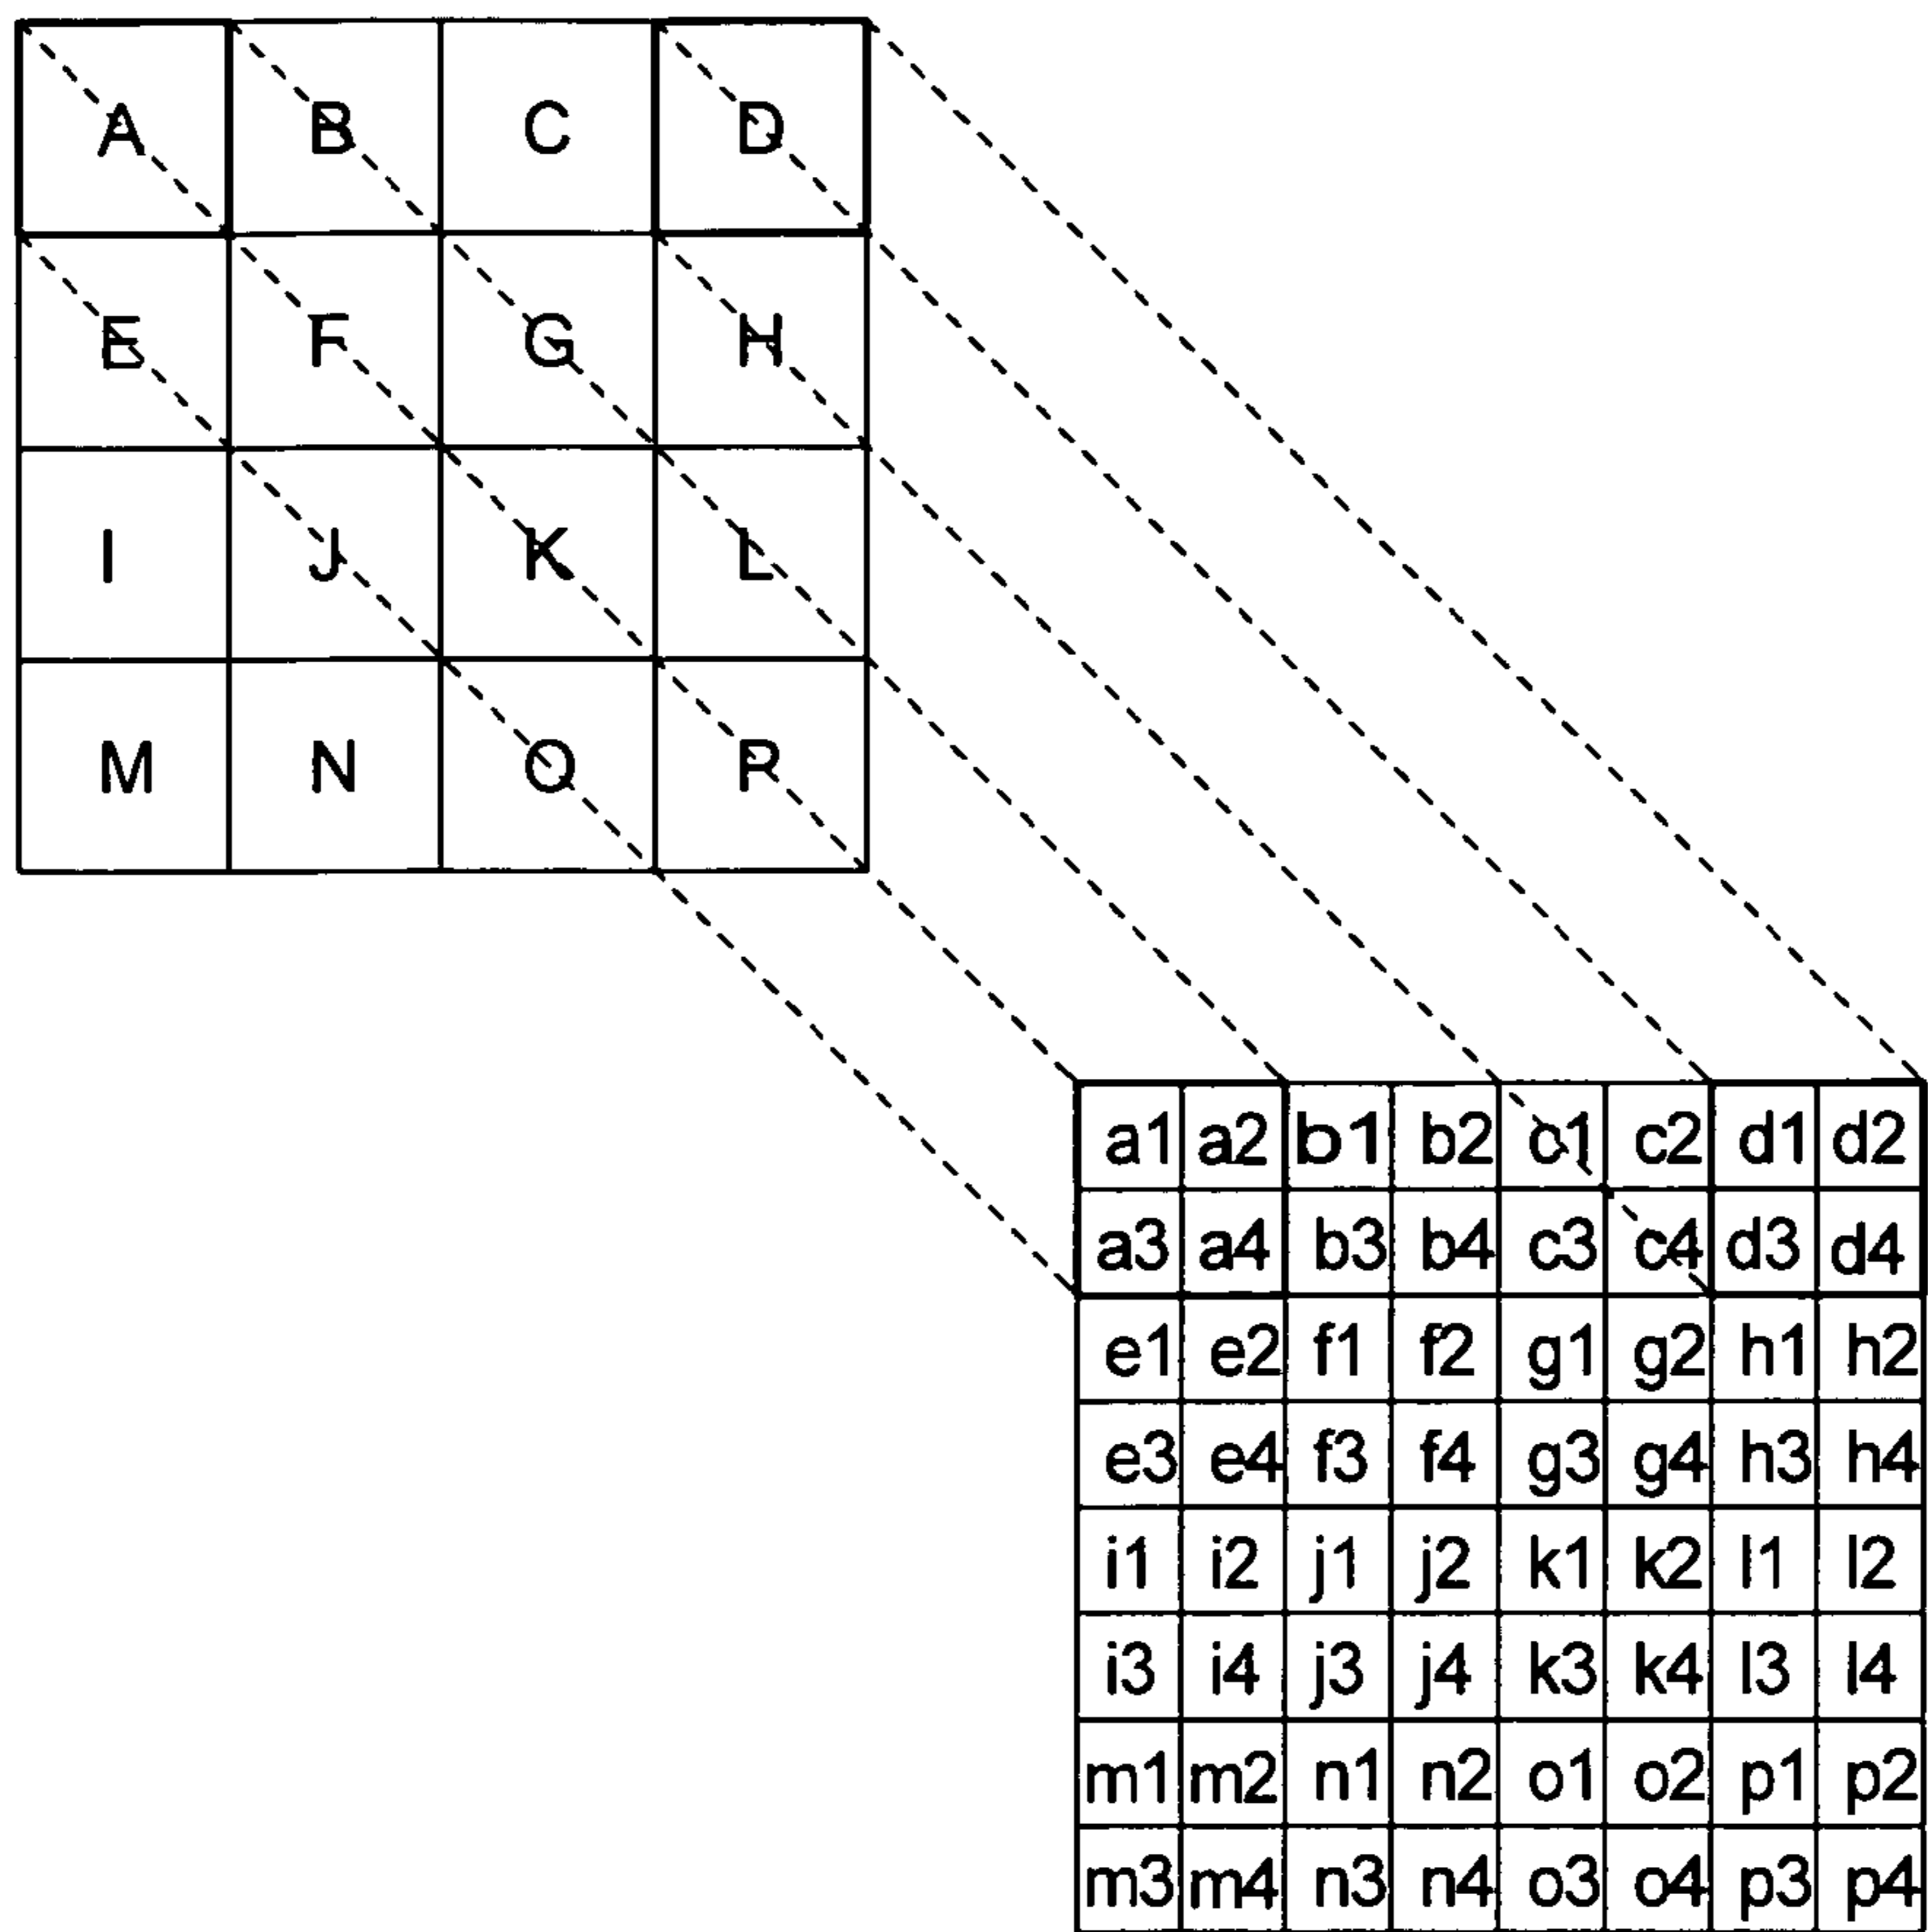 A B C D
E F G H
I J K L
M N O P
a1 a2 b1 b2 c1 c2 d1 d2
a3 a4 b3 b4 c3 c4 d3 d4
e1 e2 f1 f2 g1 g2 h1 h2
e3 e4 f3 f4 g3 g4 h3 h4
i1 i2 j1 j2 k1 k2 l1 l2
i3 i4 j3 j4 k3 k4 l3 l4
m1 m2 n1 n2 o1 o2 p1 p2
m3 m4 n3 n4 o3 o4 p3 p4